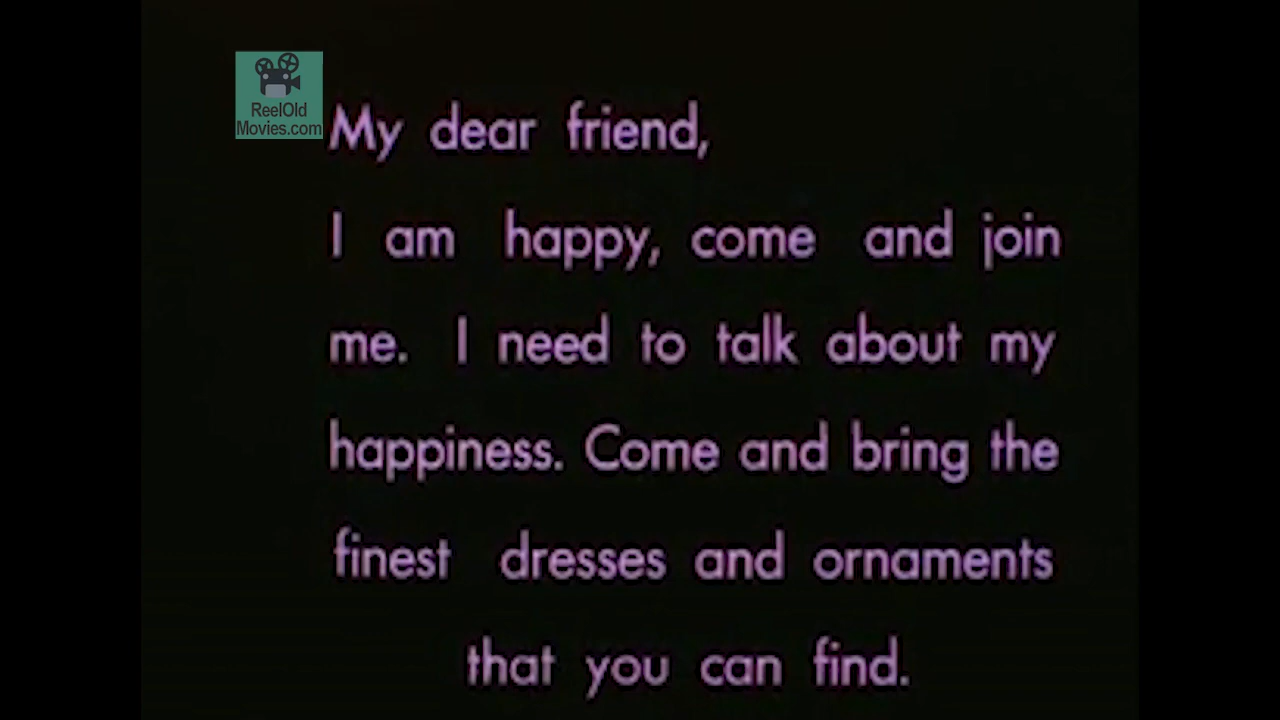 ReelOld
Movies.com
My dear friend,
I am happy, come and join
me. I need to talk about my
happiness. Come and bring the
finest dresses and ornaments
that you can find.